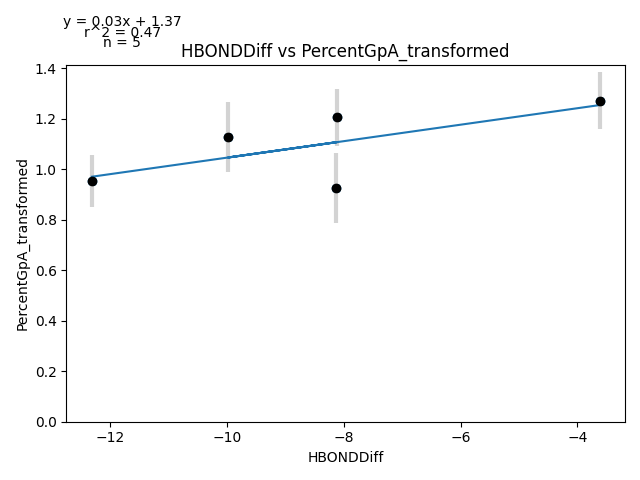 y = 0.03x + 1.37
r^2 = 0.47
n = 5
HBONDDiff vs PercentGpA_transformed
1.4
1.2
1.0
0.8
0.6
0.4
0.2
0.0
PercentGpA_transformed
−12
−10
−8
−6
−4
HBONDDiff